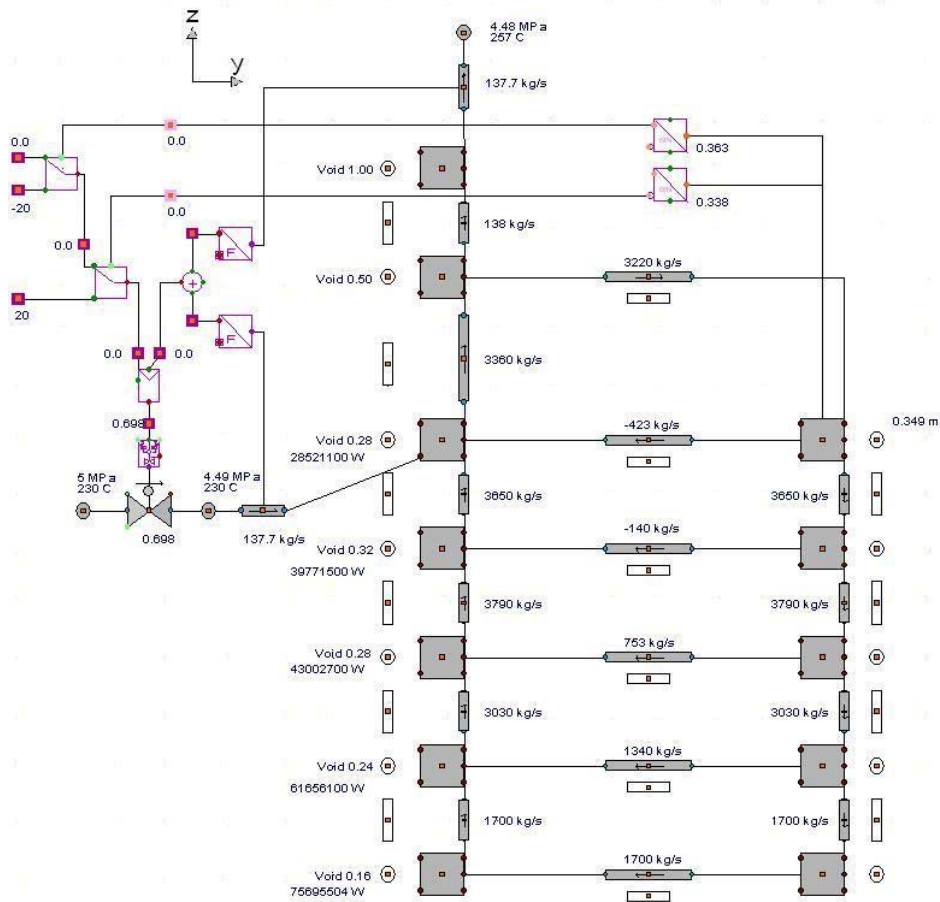 z
y
4.48 MPa
257 C
137.7 kg/s
0.0
0.0
0.363
-20
Void 1.00
0.0
0.338
138 kg/s
0.0
F
3220 kg/s
Void 0.50
+
20
F
0.0
0.0
3360 kg/s
0.698
-423 kg/s
0.349 m
Void 0.28
28521100 W
5 MPa
230 C
4.49 MPa
230 C
3650 kg/s
3650 kg/s
0.698
137.7 kg/s
-140 kg/s
Void 0.32
39771500 W
3790 kg/s
3790 kg/s
753 kg/s
Void 0.28
43002700 W
3030 kg/s
3030 kg/s
1340 kg/s
Void 0.24
61656100 W
1700 kg/s
1700 kg/s
1700 kg/s
Void 0.16
75695504 W